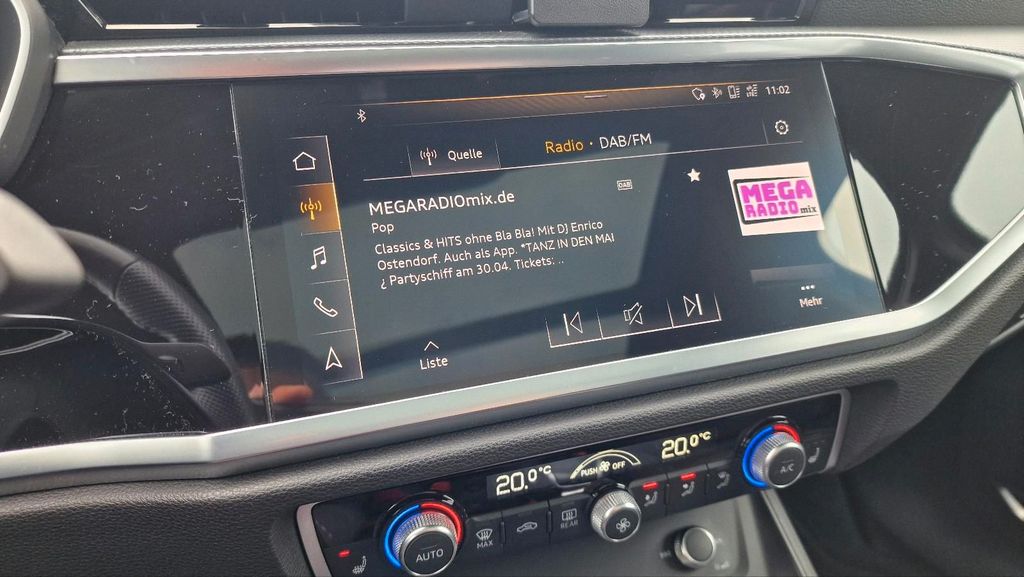 11:02
Quelle
Radio · DAB/FM
MEGARADIOmix.de
DAB
Pop
Classics & HITS ohne Bla Bla! Mit DJ Enrico
Ostendorf. Auch als App. *TANZ IN DEN MAI
¿ Partyschiff am 30.04. Tickets: ..
MEGA
RADIO mix
Mehr
Liste
20.0°C
PUSH OFF
20.0°C
AUTO
MAX
REAR
A/C